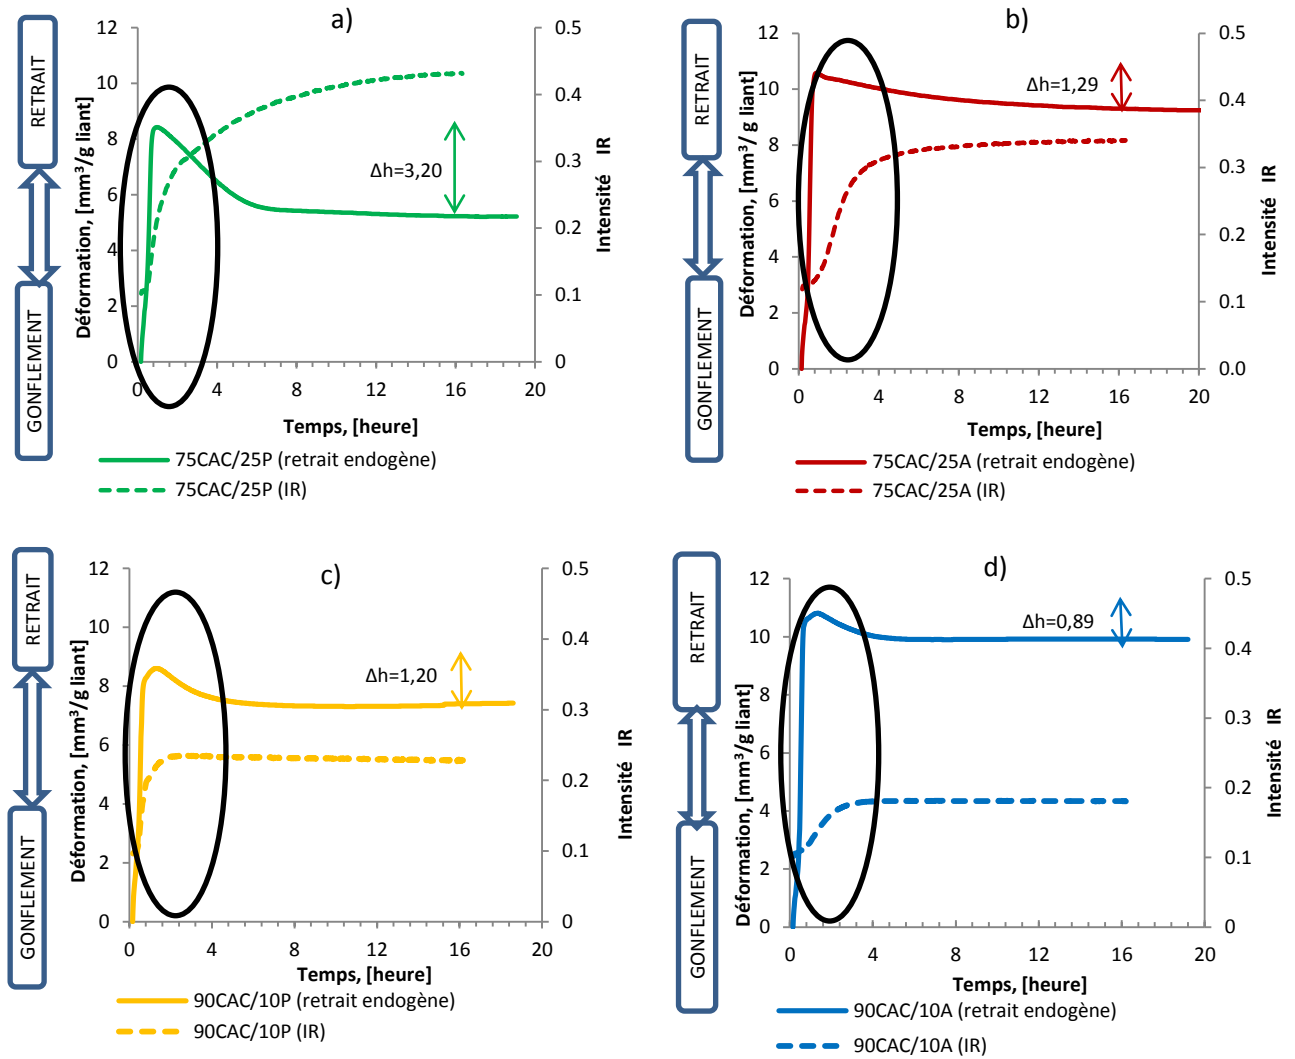 a)
RETRAIT
GONFLEMENT
Déformation, [mm³/g liant]
12
10
8
6
4
2
0
0.5
0.4
0.3
0.2
0.1
0
Intensité IR
Δh=3,20
0
4
8
12
16
20
Temps, [heure]
75CAC/25P (retrait endogène)
75CAC/25P (IR)
b)
RETRAIT
GONFLEMENT
Déformation, [mm³/g liant]
12
10
8
6
4
2
0
0.5
0.4
0.3
0.2
0.1
0.0
Intensité IR
Δh=1,29
0
4
8
12
16
20
Temps, [heure]
75CAC/25A (retrait endogène)
75CAC/25A (IR)
c)
RETRAIT
GONFLEMENT
Déformation, [mm³/g liant]
12
10
8
6
4
2
0
0.5
0.4
0.3
0.2
0.1
0
Intensité IR
Δh=1,20
0
4
8
12
16
20
Temps, [heure]
90CAC/10P (retrait endogène)
90CAC/10P (IR)
d)
RETRAIT
GONFLEMENT
Déformation, [mm³/g liant]
12
10
8
6
4
2
0
0.5
0.4
0.3
0.2
0.1
0
Intensité IR
Δh=0,89
0
4
8
12
16
20
Temps, [heure]
90CAC/10A (retrait endogène)
90CAC/10A (IR)